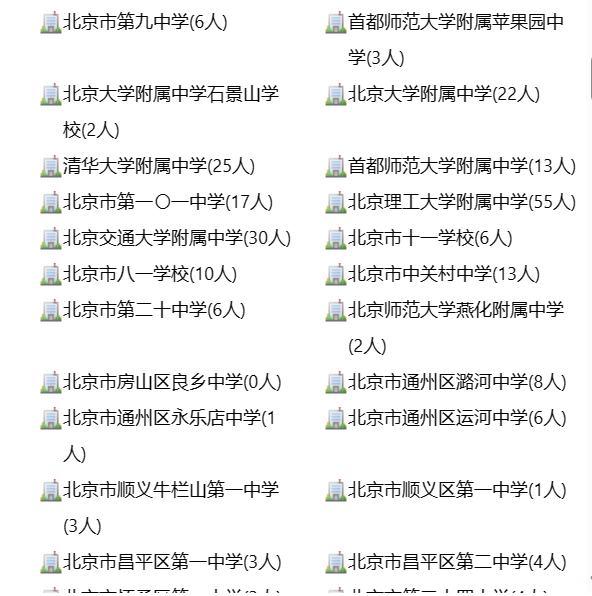 北京市第九中学(6人)
首都师范大学附属苹果园中
学(3人)
北京大学附属中学石景山学
校(2人)
北京大学附属中学(22人)
清华大学附属中学(25人)
首都师范大学附属中学(13人)
北京市第一〇一中学(17人)
北京理工大学附属中学(55人)
北京交通大学附属中学(30人)
北京市十一学校(6人)
北京市八一学校(10人)
北京市中关村中学(13人)
北京市第二十中学(6人)
北京师范大学燕化附属中学
(2人)
北京市房山区良乡中学(0人)
北京市通州区潞河中学(8人)
北京市通州区永乐店中学(1
人)
北京市通州区运河中学(6人)
北京市顺义牛栏山第一中学
(3人)
北京市顺义区第一中学(1人)
北京市昌平区第一中学(3人)
北京市昌平区第二中学(4人)